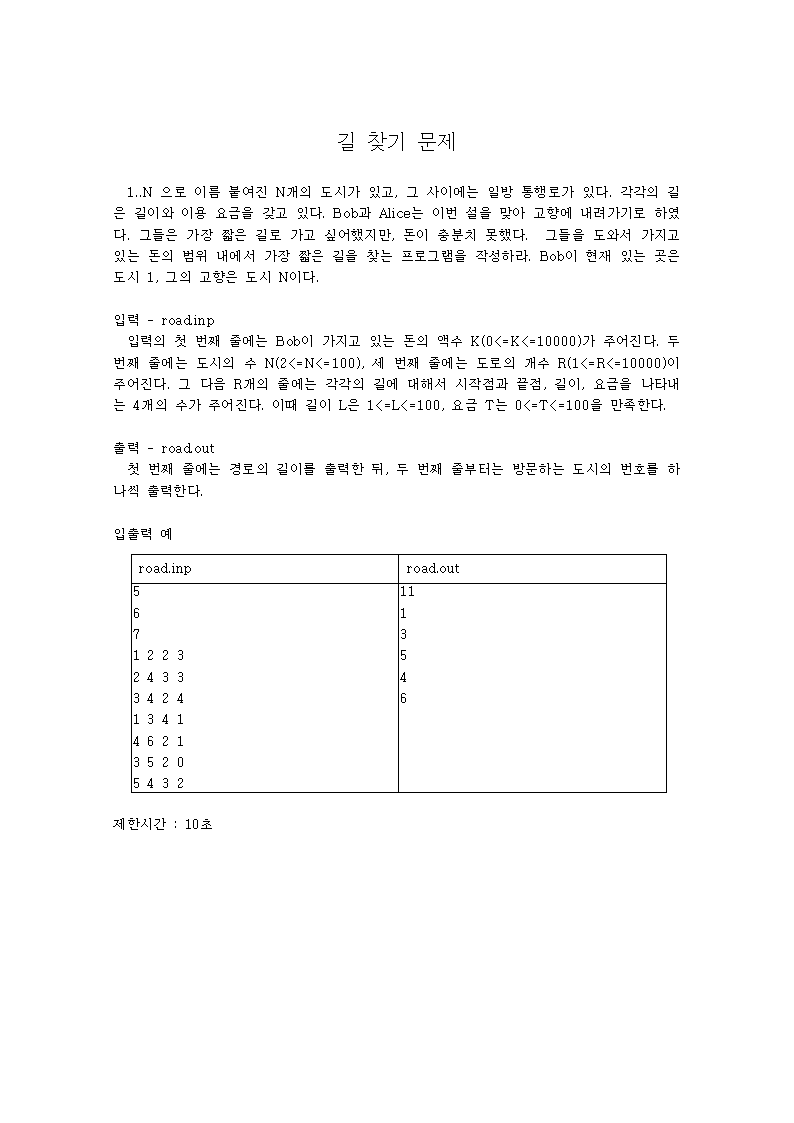 길 찾기 문제
1..N 으로 이름 붙여진 N개의 도시가 있고, 그 사이에는 일방 통행로가 있다. 각각의 길
은 길이와 이용 요금을 갖고 있다. Bob과 Alice는 이번 설을 맞아 고향에 내려가기로 하였
다. 그들은 가장 짧은 길로 가고 싶어했지만, 돈이 충분치 못했다. 그들을 도와서 가지고
있는 돈의 범위 내에서 가장 짧은 길을 찾는 프로그램을 작성하라. Bob이 현재 있는 곳은
도시 1, 그의 고향은 도시 N이다.
입력 - road.inp
입력의 첫 번째 줄에는 Bob이 가지고 있는 돈의 액수 K(0<=K<=10000)가 주어진다. 두
번째 줄에는 도시의 수 N(2<=N<=100), 세 번째 줄에는 도로의 개수 R(1<=R<=10000)이
주어진다. 그 다음 R개의 줄에는 각각의 길에 대해서 시작점과 끝점, 길이, 요금을 나타내
는 4개의 수가 주어진다. 이때 길이 L은 1<=L<=100, 요금 T는 0<=T<=100을 만족한다.
출력 - road.out
첫 번째 줄에는 경로의 길이를 출력한 뒤, 두 번째 줄부터는 방문하는 도시의 번호를 하
나씩 출력한다.
입출력 예
road.inp road.out
5 11
6 1
7 3
1 2 2 3 5
2 4 3 3 4
3 4 2 4 6
1 3 4 1
4 6 2 1
3 5 2 0
5 4 3 2
제한시간 : 10초